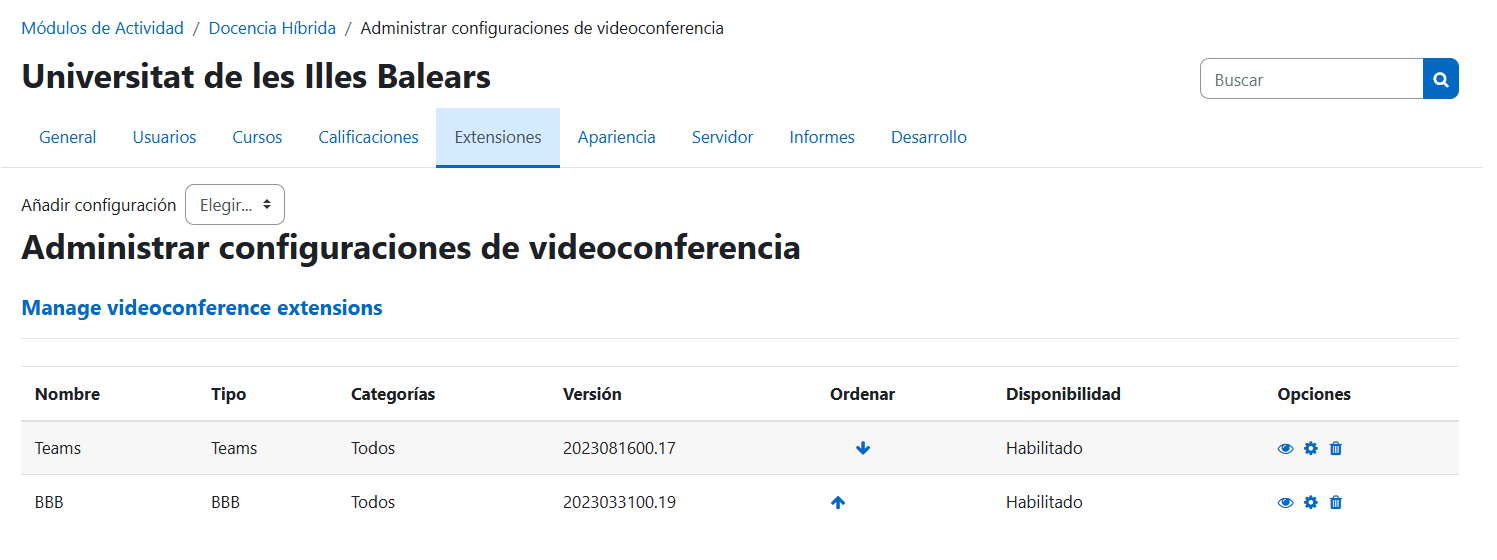 Módulos de Actividad / Docencia Híbrida / Administrar configuraciones de videoconferencia
Universitat de les Illes Balears
Buscar
General Usuarios Cursos Calificaciones Extensiones Apariencia Servidor Informes Desarrollo
Añadir configuración Elegir...
Administrar configuraciones de videoconferencia
Manage videoconference extensions
Nombre Tipo Categorías Versión Ordenar Disponibilidad Opciones
Teams Teams Todos 2023081600.17 Habilitado
BBB BBB Todos 2023033100.19 Habilitado